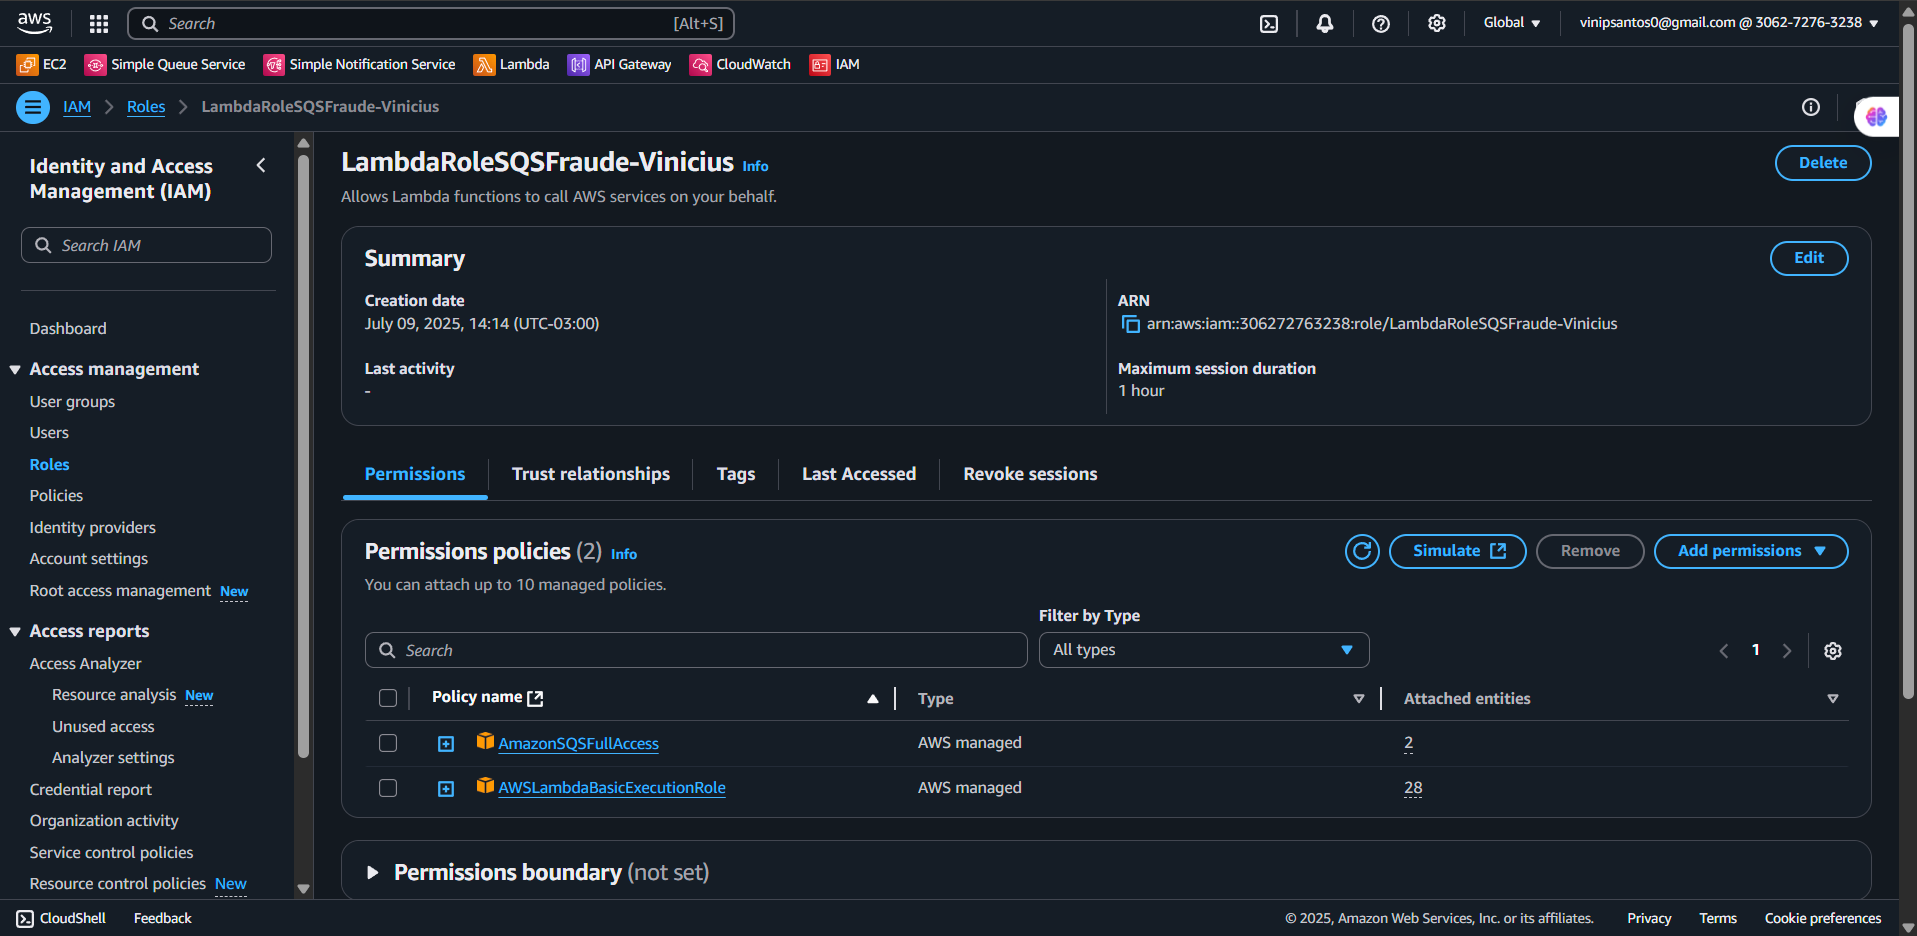 aws
Search [Alt+S]
Global
vinipsantos0@gmail.com @ 3062-7276-3238
EC2
Simple Queue Service
Simple Notification Service
Lambda
API Gateway
CloudWatch
IAM
IAM
Roles
LambdaRoleSQSFraude-Vinicius
Identity and Access
Management (IAM)
Search IAM
Dashboard
Access management
User groups
Users
Roles
Policies
Identity providers
Account settings
Root access management New
Access reports
Access Analyzer
Resource analysis New
Unused access
Analyzer settings
Credential report
Organization activity
Service control policies
Resource control policies New
LambdaRoleSQSFraude-Vinicius Info
Delete
Allows Lambda functions to call AWS services on your behalf.
Summary
Edit
Creation date
July 09, 2025, 14:14 (UTC-03:00)
ARN
arn:aws:iam::306272763238:role/LambdaRoleSQSFraude-Vinicius
Last activity
-
Maximum session duration
1 hour
Permissions
Trust relationships
Tags
Last Accessed
Revoke sessions
Permissions policies (2) Info
Simulate
Remove
Add permissions
You can attach up to 10 managed policies.
Filter by Type
Search
All types
1
Policy name
Type
Attached entities
AmazonSQSFullAccess
AWS managed
2
AWSLambdaBasicExecutionRole
AWS managed
28
Permissions boundary (not set)
CloudShell
Feedback
© 2025, Amazon Web Services, Inc. or its affiliates.
Privacy
Terms
Cookie preferences